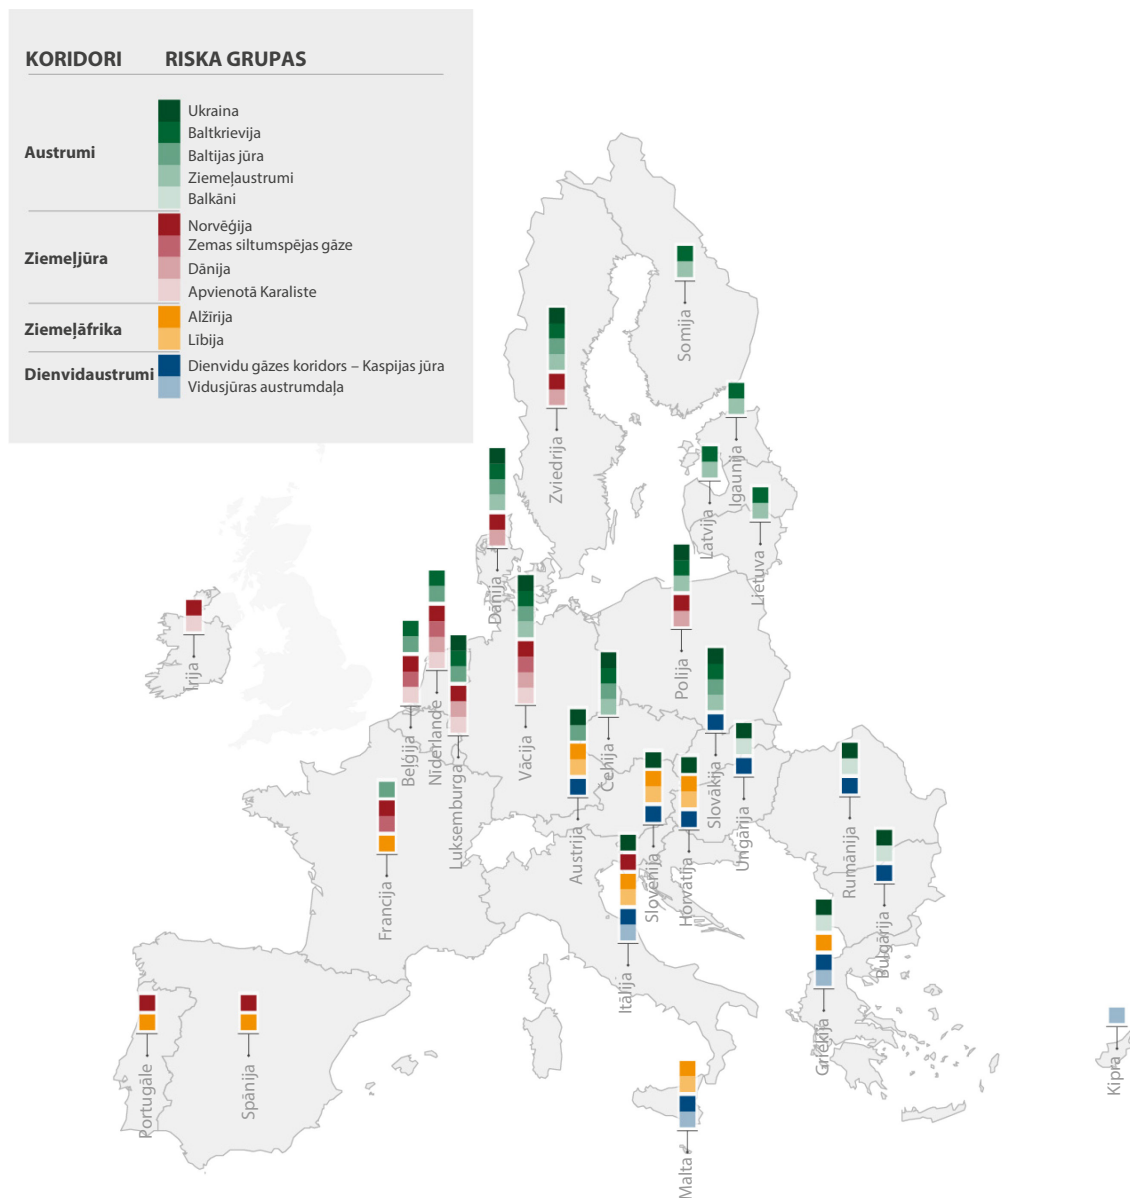 KORIDORI RISKA GRUPAS
Austrumi
Ukraina
Baltkrievija
Baltijas jūra
Ziemeļaustrumi
Balkāni
Ziemeļjūra
Norvēģija
Zemas siltumspējas gāze
Dānija
Apvienotā Karaliste
Ziemeļāfrika
Alžīrija
Lībija
Dienvidaustrumi
Dienvidu gāzes koridors – Kaspijas jūra
Vidusjūras austrumdaļa
Somija
Zviedrija
Igaunija
Latvija
Lietuva
Dānija
Īrija
Polija
Beļģija
Nīderlande
Luksemburga
Vācija
Čehija
Slovākija
Austrija
Ungārija
Slovēnija
Horvātija
Rumānija
Francija
Bulgārija
Itālija
Grieķija
Portugāle
Spānija
Malta
Kipra